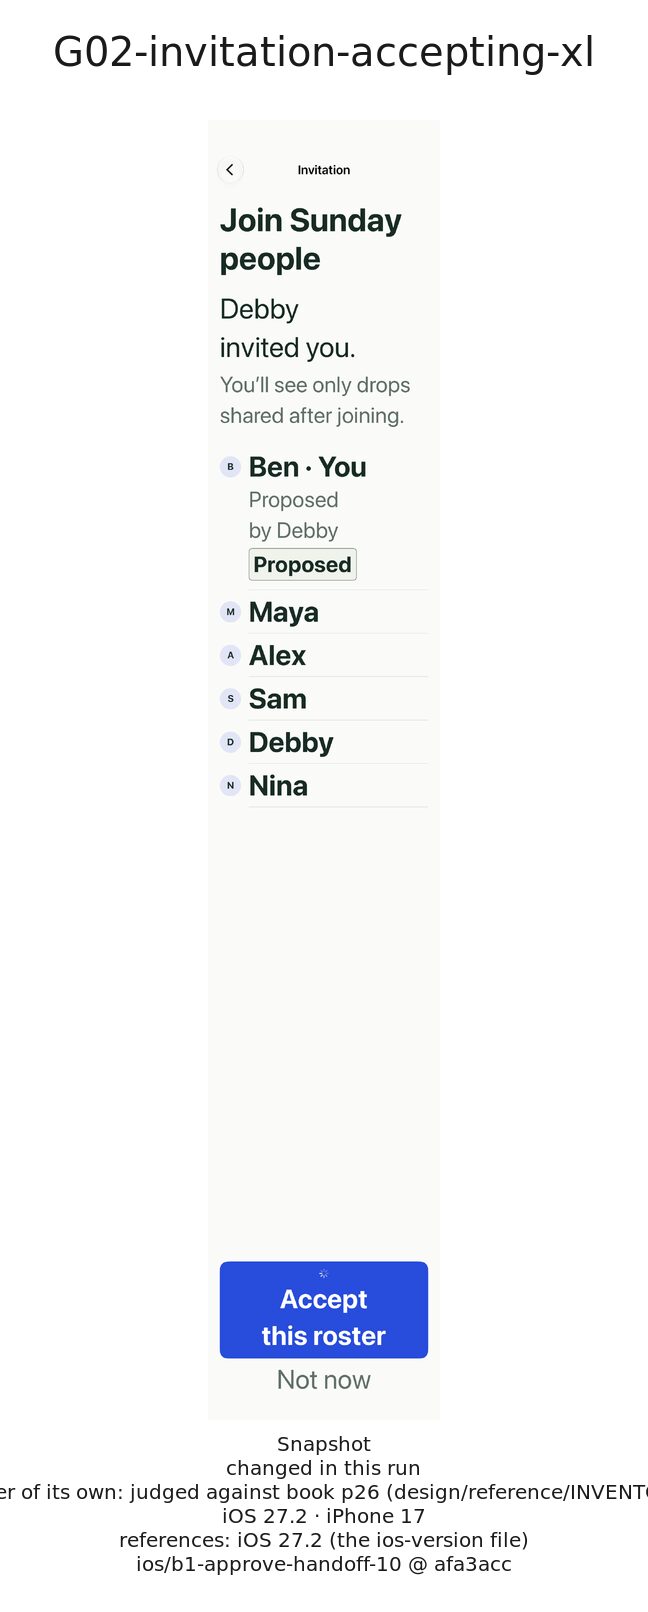 G02-invitation-accepting-xl
Invitation
Join Sunday
people
Debby
invited you.
You’ll see only drops
shared after joining.
B Ben · You
Proposed
by Debby
Proposed
M Maya
A Alex
S Sam
D Debby
N Nina
Accept
this roster
Not now
Snapshot
changed in this run
of its own: judged against book p26 (design/reference/
iOS 27.2 · iPhone 17
references: iOS 27.2 (the ios-version file)
ios/b1-approve-handoff-10 @ afa3acc